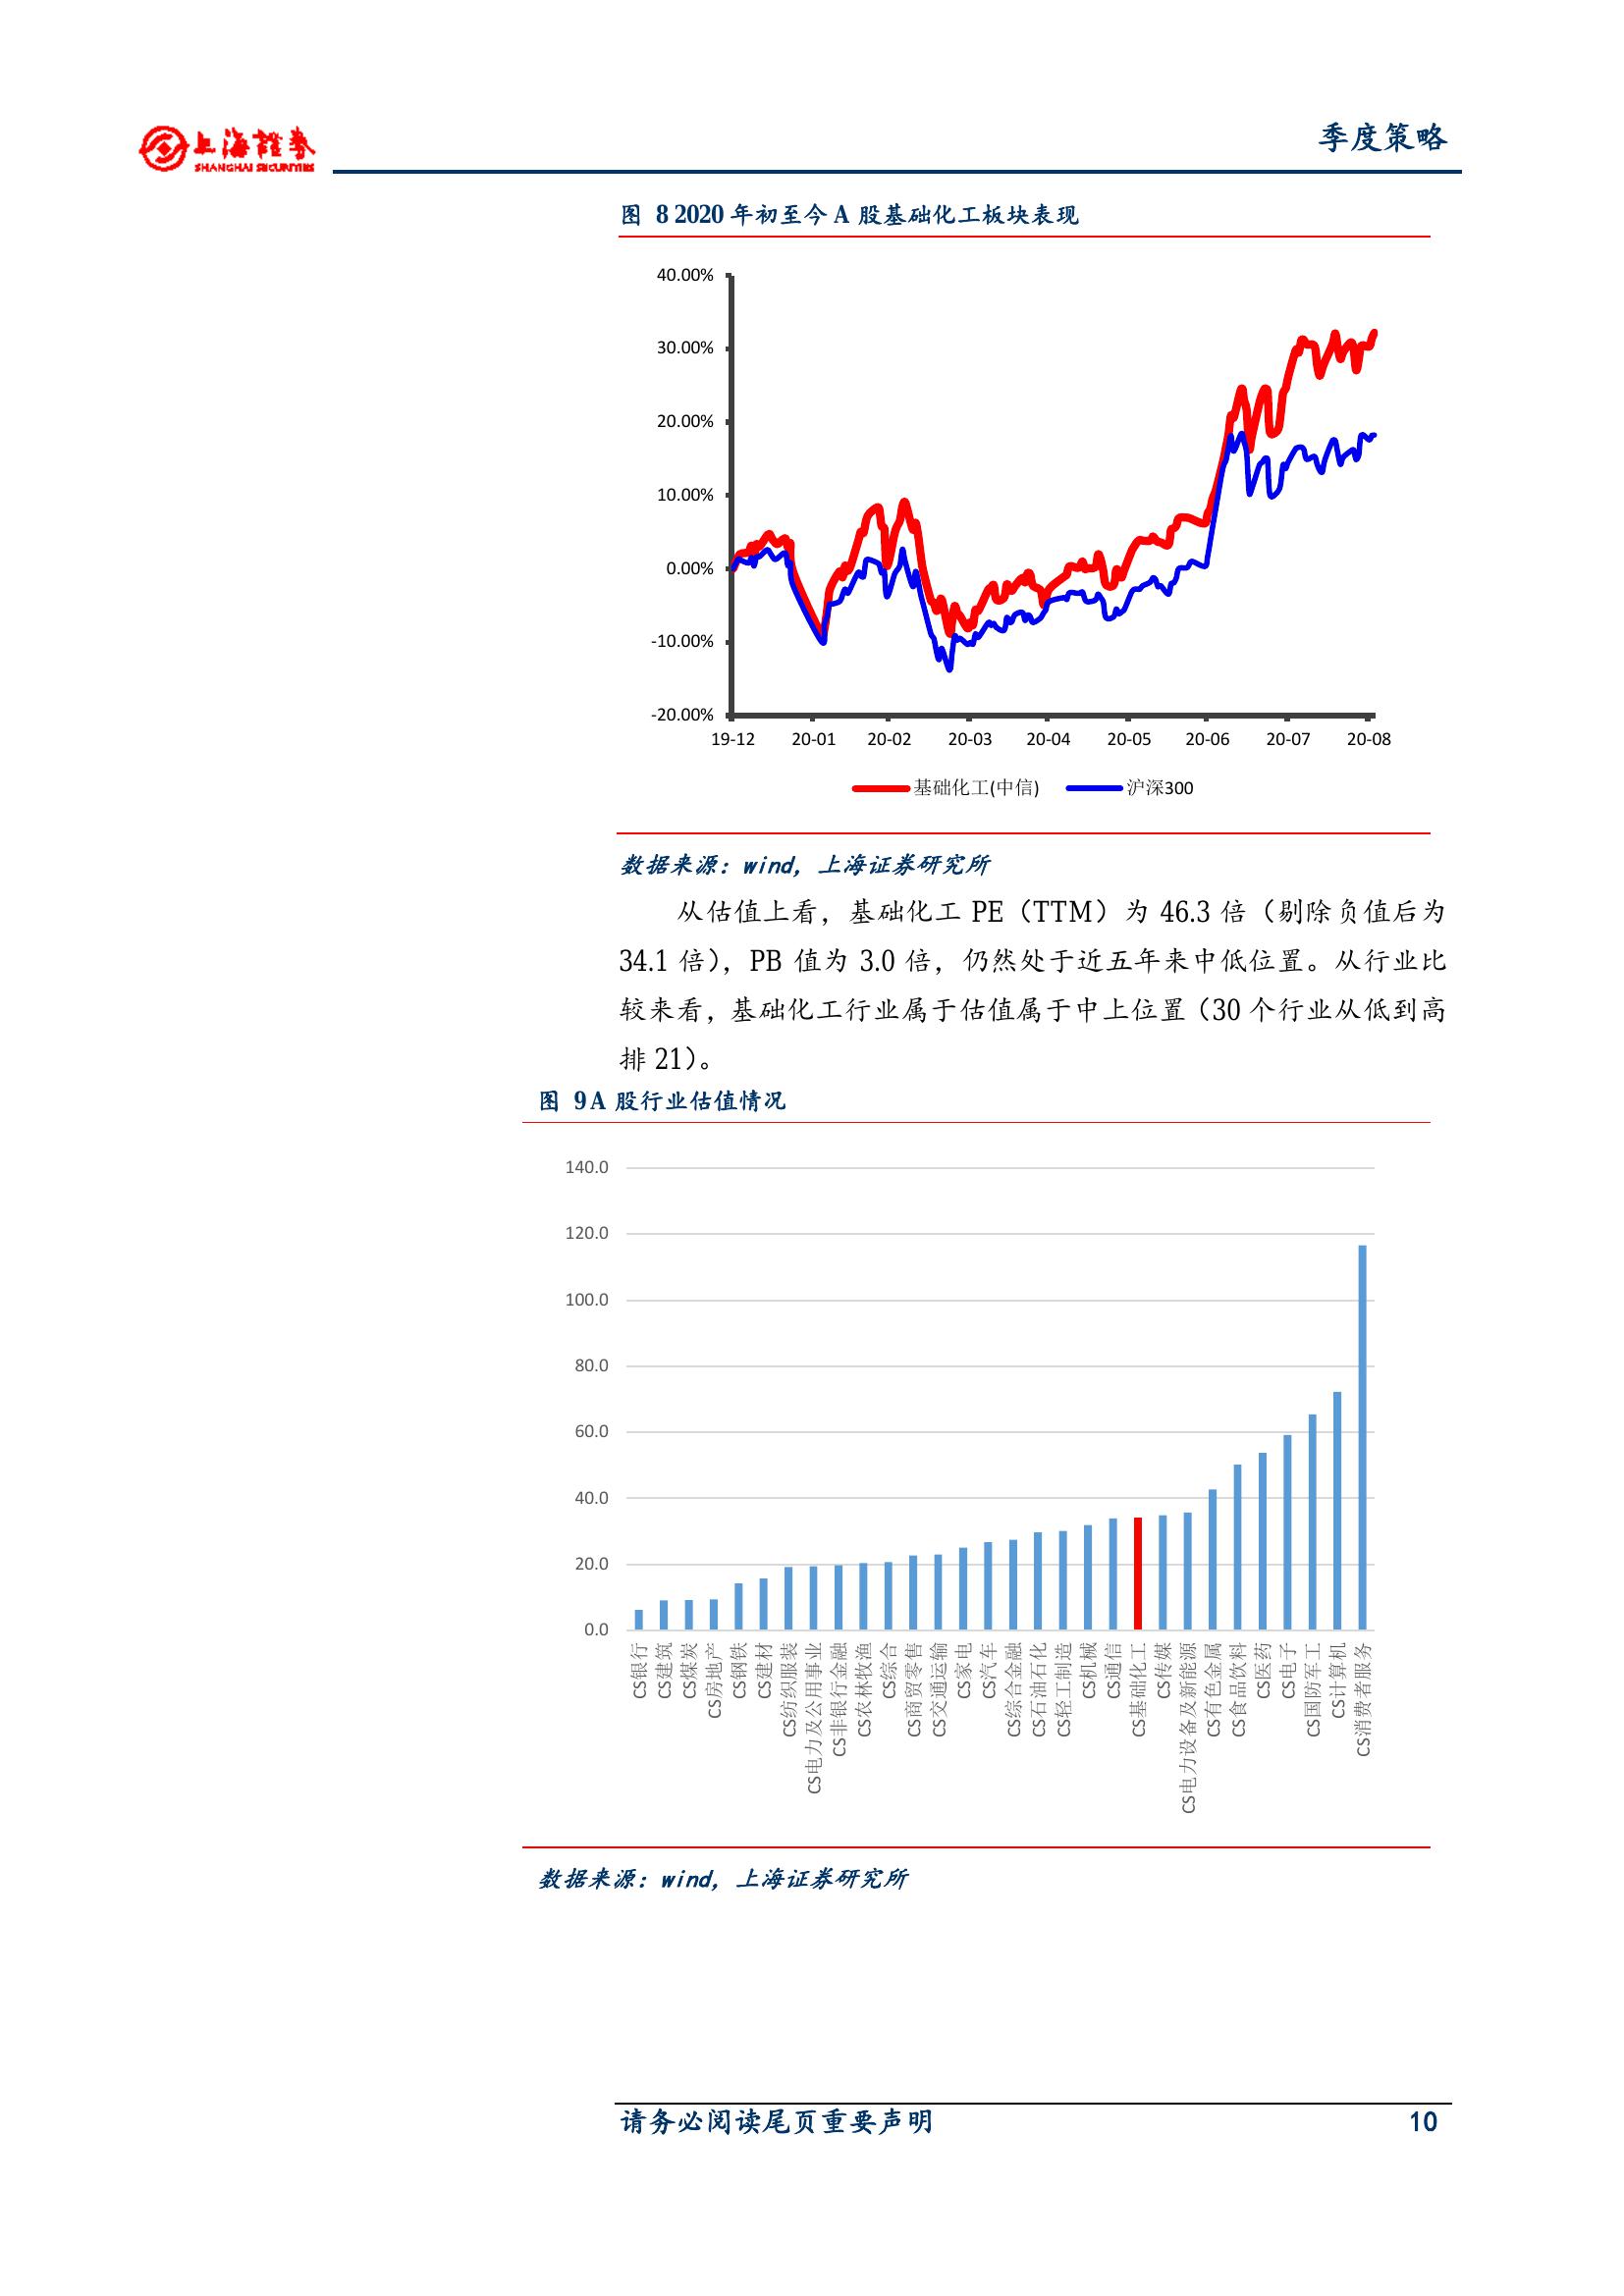 上海證券
SHANGHAI SECURITIES
季度策略
图 8 2020 年初至今 A 股基础化工板块表现
40.00%
30.00%
20.00%
10.00%
0.00%
-10.00%
-20.00%
19-12 20-01 20-02 20-03 20-04 20-05 20-06 20-07 20-08
基础化工(中信) 沪深300
数据来源：wind，上海证券研究所
从估值上看，基础化工 PE（TTM）为 46.3 倍（剔除负值后为
34.1 倍），PB 值为 3.0 倍，仍然处于近五年来中低位置。从行业比
较来看，基础化工行业属于估值属于中上位置（30 个行业从低到高
排 21）。
图 9 A 股行业估值情况
140.0
120.0
100.0
80.0
60.0
40.0
20.0
0.0
CS银行
CS建筑
CS煤炭
CS房地产
CS钢铁
CS建材
CS纺织服装
CS电力及公用事业
CS非银行金融
CS农林牧渔
CS综合
CS商贸零售
CS交通运输
CS家电
CS汽车
CS综合金融
CS石油石化
CS轻工制造
CS机械
CS通信
CS基础化工
CS传媒
CS电力设备及新能源
CS有色金属
CS食品饮料
CS医药
CS电子
CS国防军工
CS计算机
CS消费者服务
数据来源：wind，上海证券研究所
请务必阅读尾页重要声明 10